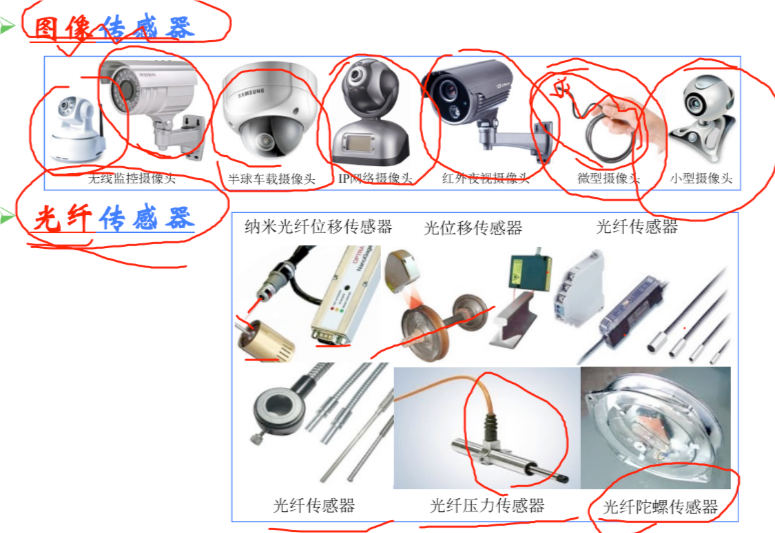 图像传感器
SAMSUNG
无线监控摄像头 半球车载摄像头 IP网络摄像头 红外夜视摄像头 微型摄像头 小型摄像头
光纤传感器
纳米光纤位移传感器 光位移传感器 光纤传感器
光纤传感器 光纤压力传感器 光纤陀螺传感器